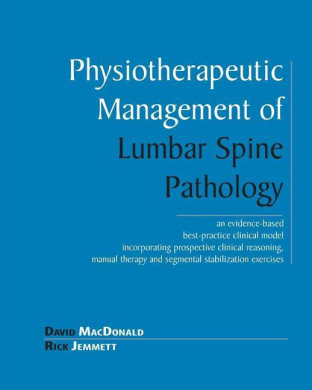 Physiotherapeutic
Management of
Lumbar Spine
Pathology
an evidence-based
best-practice clinical model
incorporating prospective clinical reasoning,
manual therapy and segmental stabilization exercises
DAVID MACDONALD
RICK JEMMETT